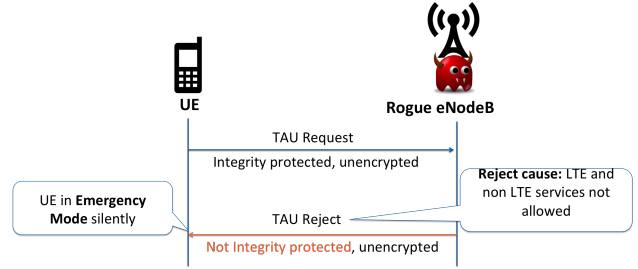 UE
Rogue eNodeB
TAU Request
Integrity protected, unencrypted
Reject cause: LTE and
non LTE services not
allowed
UE in Emergency
Mode silently
TAU Reject
Not Integrity protected, unencrypted